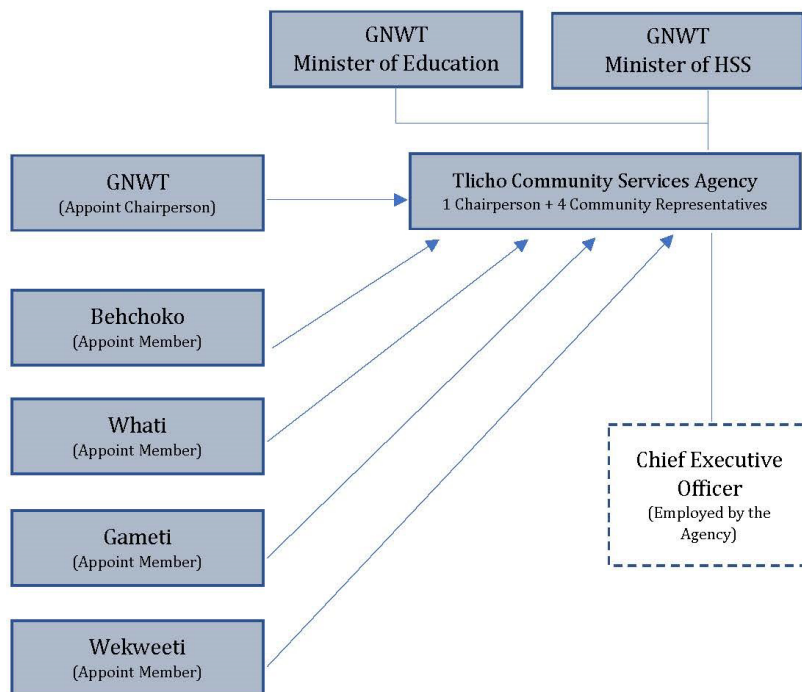 GNWT
Minister of Education
GNWT
Minister of HSS
GNWT
(Appoint Chairperson)
Tlicho Community Services Agency
1 Chairperson + 4 Community Representatives
Behchoko
(Appoint Member)
Whati
(Appoint Member)
Gameti
(Appoint Member)
Wekweeti
(Appoint Member)
Chief Executive
Officer
(Employed by the
Agency)